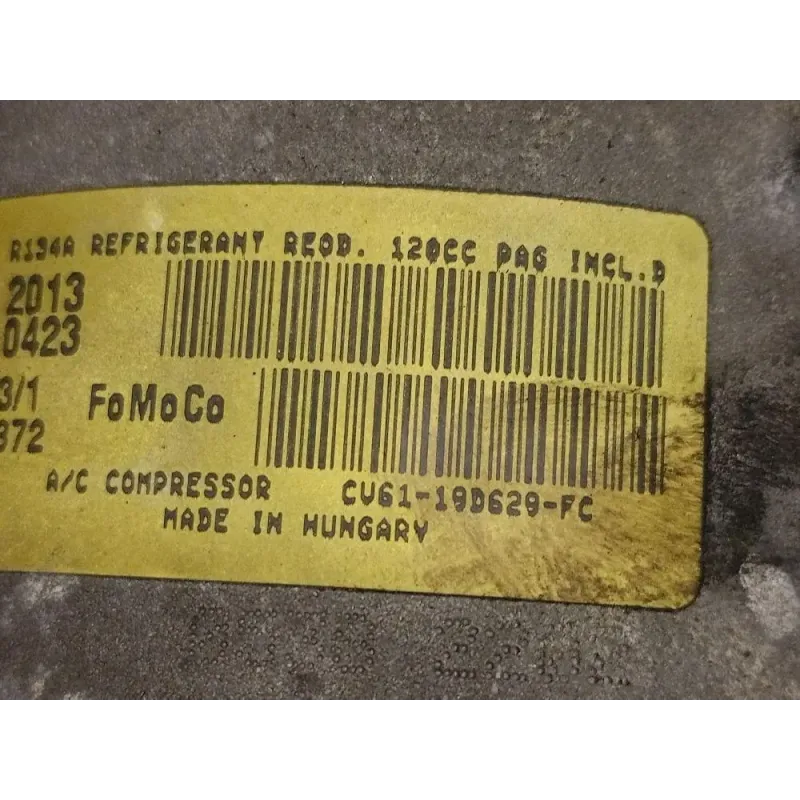 R134A REFRIGERANT REQD. 120CC PAG INCL.D
2013
0423
3/1
372
FoMoCo
A/C COMPRESSOR CV61-19D629-FC
MADE IN HUNGARY